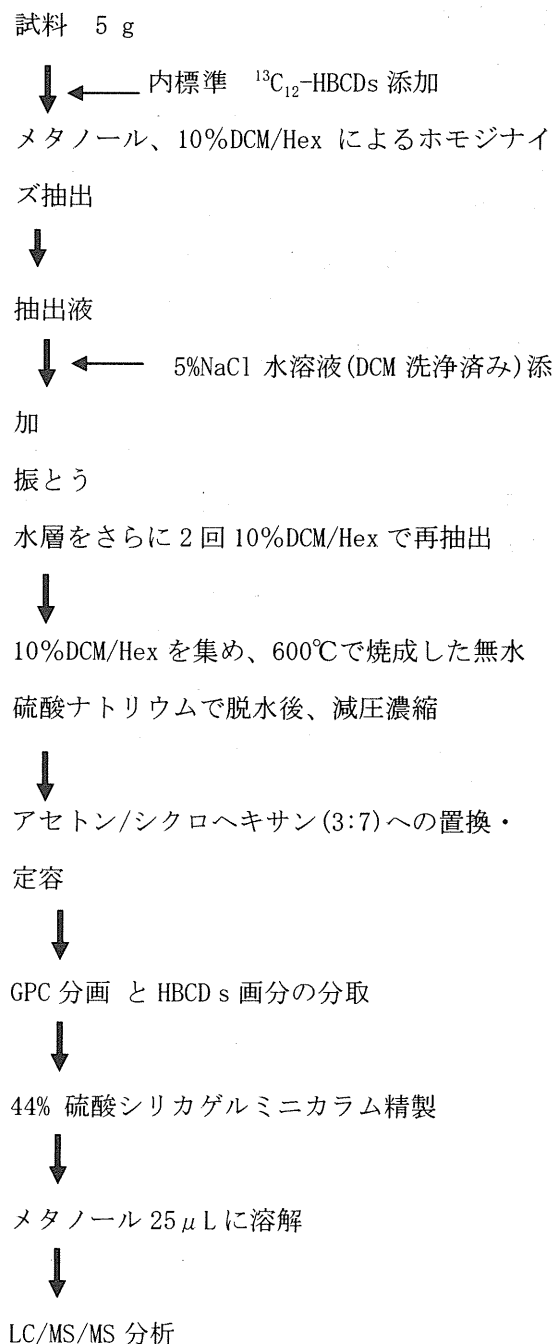 試料 5 g
内標準 ¹³C₁₂-HBCDs 添加
メタノール、10%DCM/Hex によるホモジナイ
ズ抽出
抽出液
5%NaCl 水溶液(DCM 洗浄済み)添
加
振とう
水層をさらに 2 回 10%DCM/Hex で再抽出
10%DCM/Hex を集め、600℃で焼成した無水
硫酸ナトリウムで脱水後、減圧濃縮
アセトン/シクロヘキサン(3:7)への置換・
定容
GPC 分画 と HBCD s 画分の分取
44% 硫酸シリカゲルミニカラム精製
メタノール 25μL に溶解
LC/MS/MS 分析